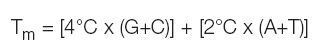 Tm = [4°C x (G+C)] + [2°C x (A+T)]